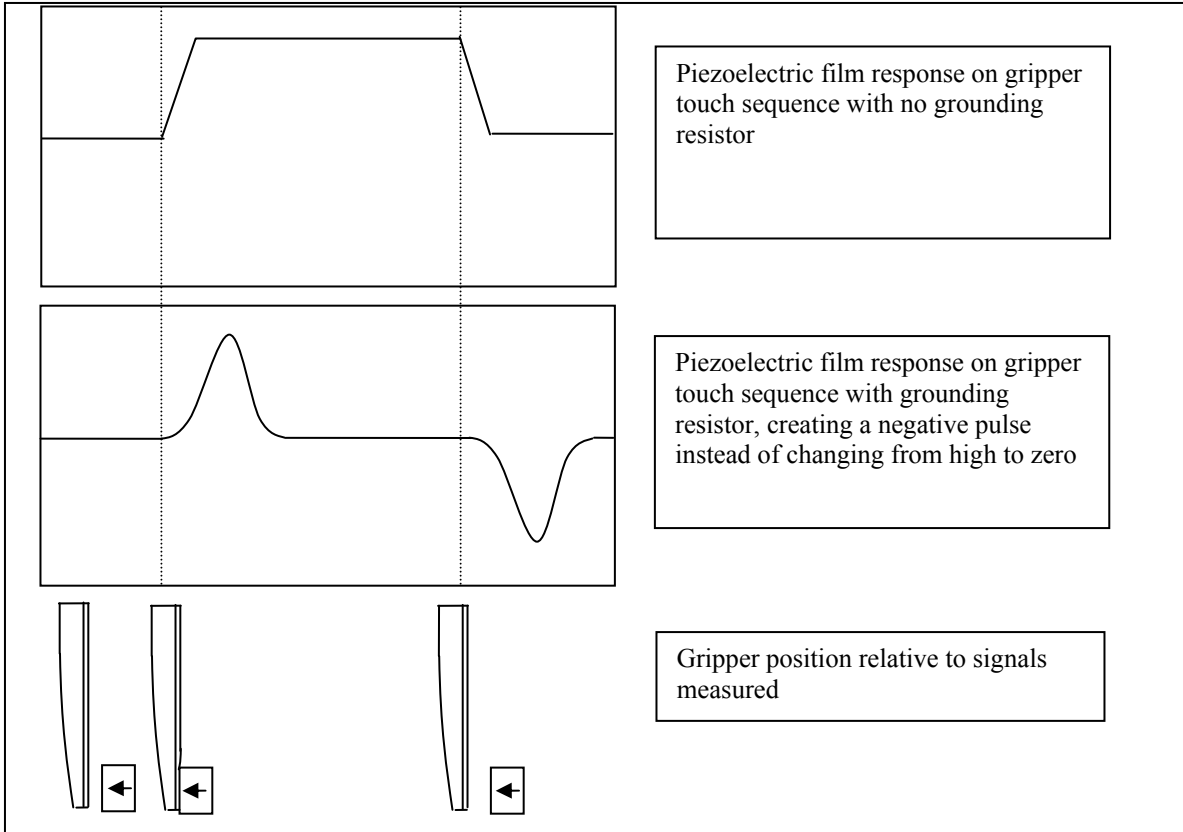 Piezoelectric film response on gripper
touch sequence with no grounding
resistor
Piezoelectric film response on gripper
touch sequence with grounding
resistor, creating a negative pulse
instead of changing from high to zero
Gripper position relative to signals
measured